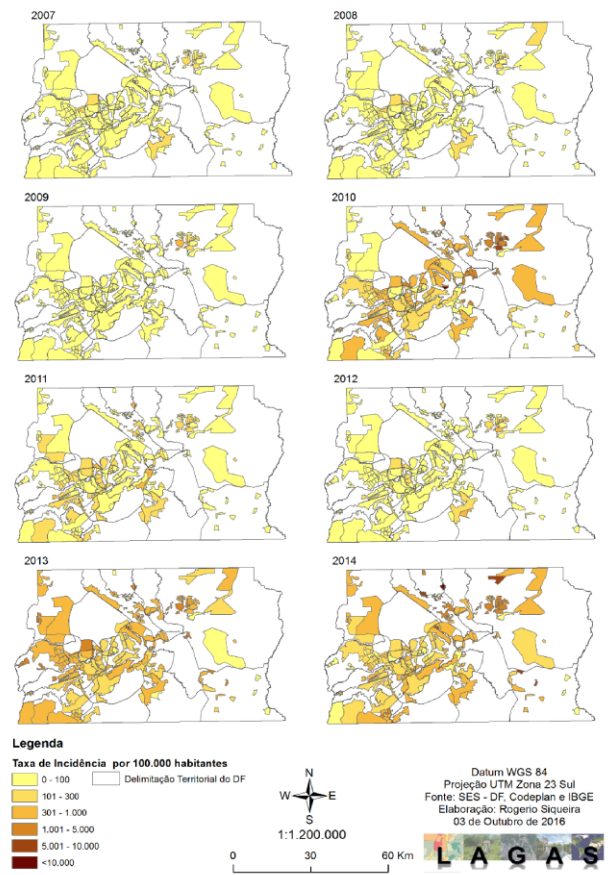 2007
2008
2009
2010
2011
2012
2013
2014
Legenda
Taxa de Incidência por 100.000 habitantes
0 - 100
Delimitação Territorial do DF
101 - 300
301 - 1.000
1.001 - 5.000
5.001 - 10.000
<10.000
N
W E
S
1:1.200.000
0 30 60 Km
Datum WGS 84
Projeção UTM Zona 23 Sul
Fonte: SES - DF, Codeplan e IBGE
Elaboração: Rogerio Siqueira
03 de Outubro de 2016
L A G A S